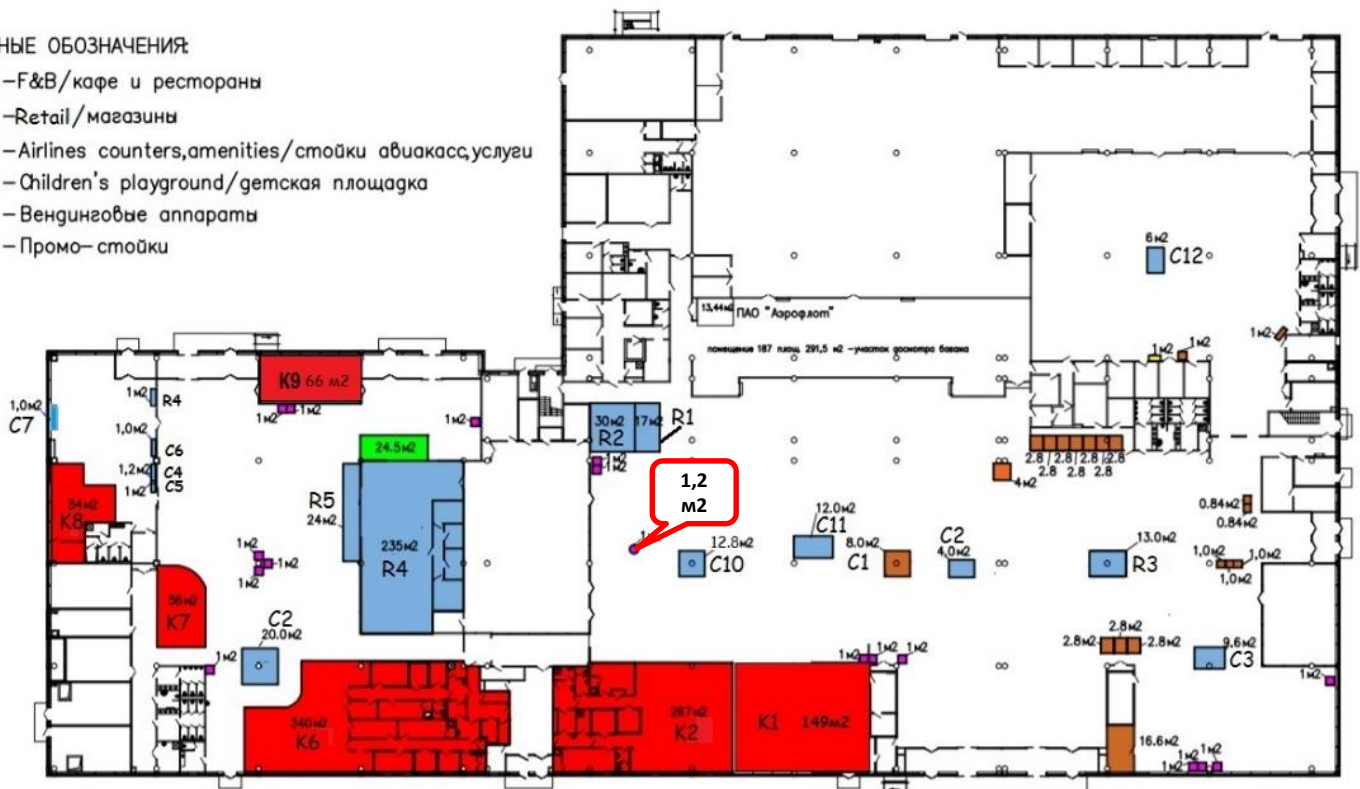 НЫЕ ОБОЗНАЧЕНИЯ:
—F&B/кафе и рестораны
—Retail/магазины
—Airlines counters,amenities/стойки авиакасс,услуги
—Children's playground/детская площадка
—Вендинговые аппараты
—Промо—стойки
6м2
C12
13,44м2
ПАО "Аэрофлот"
помещение 187 площ. 291,5 м2 —участок досмотра багажа
1м2
1м2
1м2
K9 66 м2
1м2
R4
1м2
1м2
1м2
1,0м2
C7
30м2
17м2
R1
R2
1,0м2
C6
24.5м2
1м2
1м2
1,2м2
C4
C5
1м2
2.8
2.8
2.8
2.8
2.8
2.8
2.8
2.8
4м2
1,2
м2
K8
R5
24м2
0.84м2
0.84м2
12.0м2
C11
235м2
R4
12.8м2
C10
8.0м2
C1
C2
4.0м2
13.0м2
R3
1м2
1м2
1м2
1,0м2
1,0м2
1,0м2
K7
C2
20.0м2
2.8м2
2.8м2
2.8м2
9.6м2
C3
1м2
1м2
1м2
1м2
1м2
340м2
K6
267м2
K2
K1
149м2
16.6м2
1м2
1м2
1м2